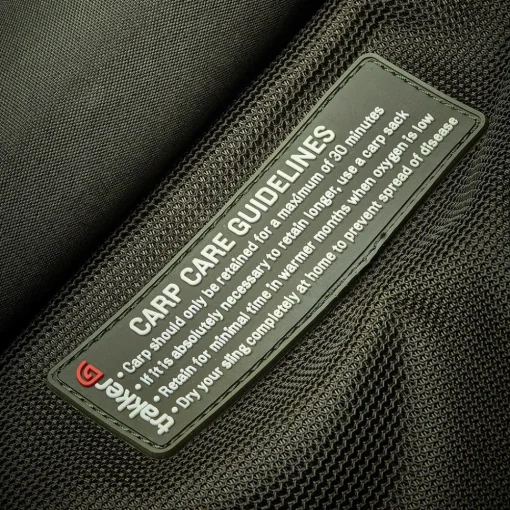 CARP CARE GUIDELINES
• Carp should only be retained for a maximum of 30 minutes
• If it is absolutely necessary to retain longer, use a carp sack
• Retain for minimal time in warmer months when oxygen is low
• Dry your sling completely at home to prevent spread of disease
trakker